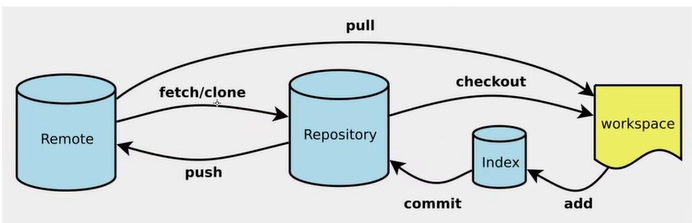 pull
fetch/clone
checkout
Remote
Repository
workspace
Index
push
commit
add